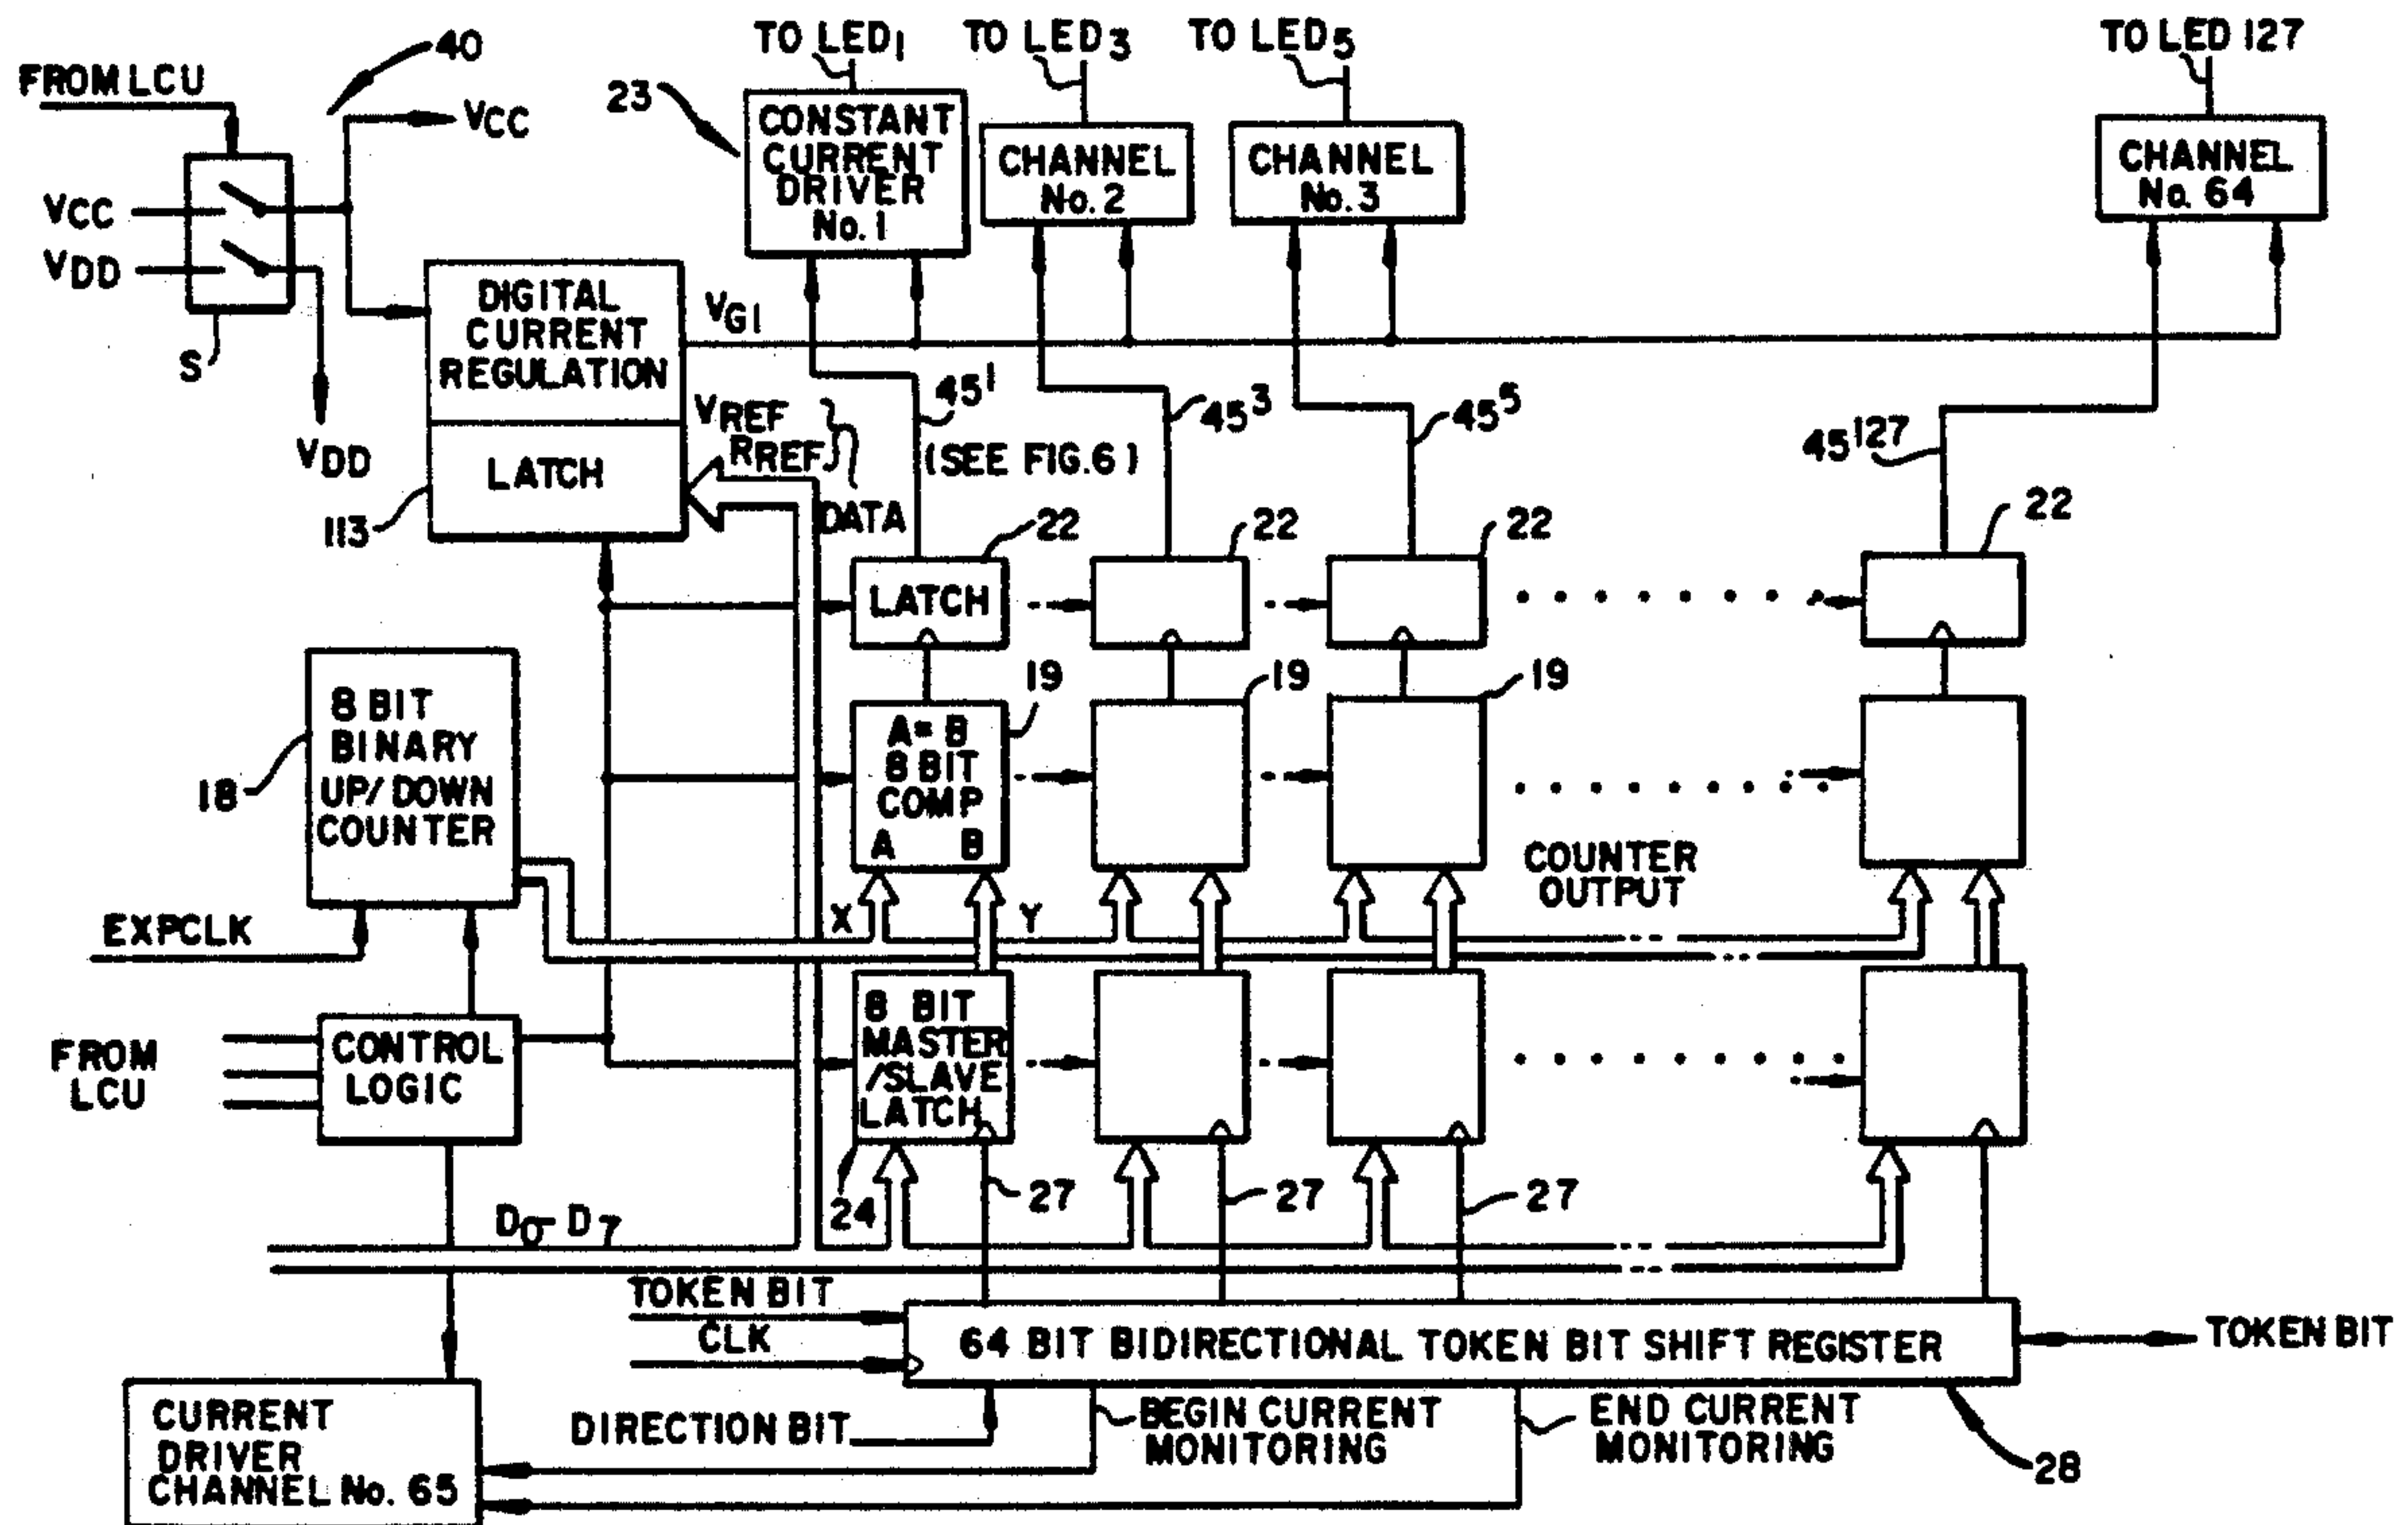 40
FROM LCU
VCC
VCC
VDD
S
VDD
TO LED1
TO LED3
TO LED5
TO LED 127
23
CONSTANT
CURRENT
DRIVER
No. 1
CHANNEL
No. 2
CHANNEL
No. 3
CHANNEL
No. 64
DIGITAL
CURRENT
REGULATION
LATCH
113
VG1
VREF
RREF
DATA
(SEE FIG.6)
45¹
45³
45⁵
45¹²⁷
22
22
22
22
LATCH
8 BIT
BINARY
UP/DOWN
COUNTER
18
19
19
19
A=B
8 BIT
COMP
A B
COUNTER
OUTPUT
X
Y
EXPCLK
FROM
LCU
CONTROL
LOGIC
8 BIT
MASTER
/SLAVE
LATCH
24
27
27
27
D0-D7
TOKEN BIT
CLK
64 BIT BIDIRECTIONAL TOKEN BIT SHIFT REGISTER
TOKEN BIT
DIRECTION BIT
BEGIN CURRENT
MONITORING
END CURRENT
MONITORING
28
CURRENT
DRIVER
CHANNEL No. 65